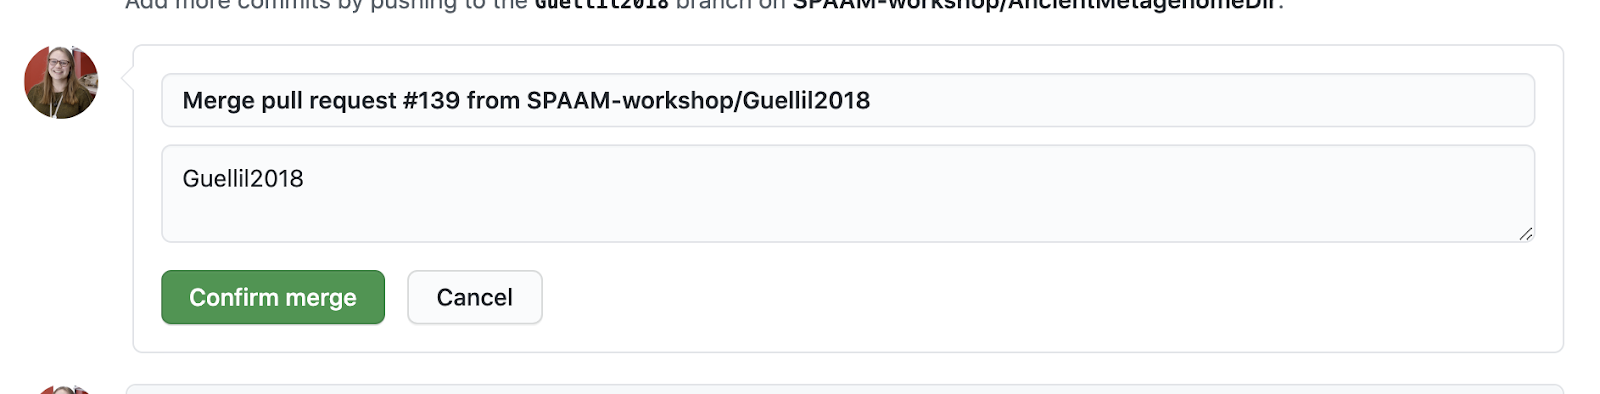 Add more commits by pushing to the Guellil2018 branch on SPAAM-workshop/AncientMetagenomeDir.
Merge pull request #139 from SPAAM-workshop/Guellil2018
Guellil2018
Confirm merge
Cancel